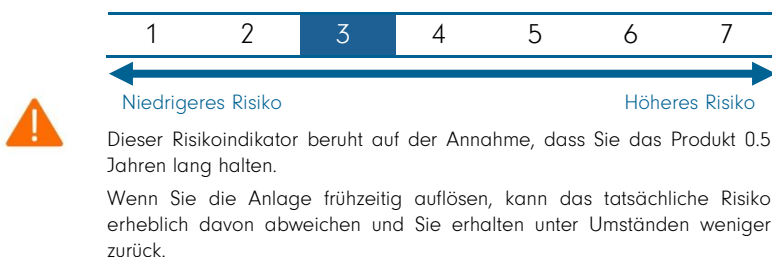 1 2 3 4 5 6 7
Niedrigeres Risiko Höheres Risiko
Dieser Risikoindikator beruht auf der Annahme, dass Sie das Produkt 0.5
Jahren lang halten.
Wenn Sie die Anlage frühzeitig auflösen, kann das tatsächliche Risiko
erheblich davon abweichen und Sie erhalten unter Umständen weniger
zurück.